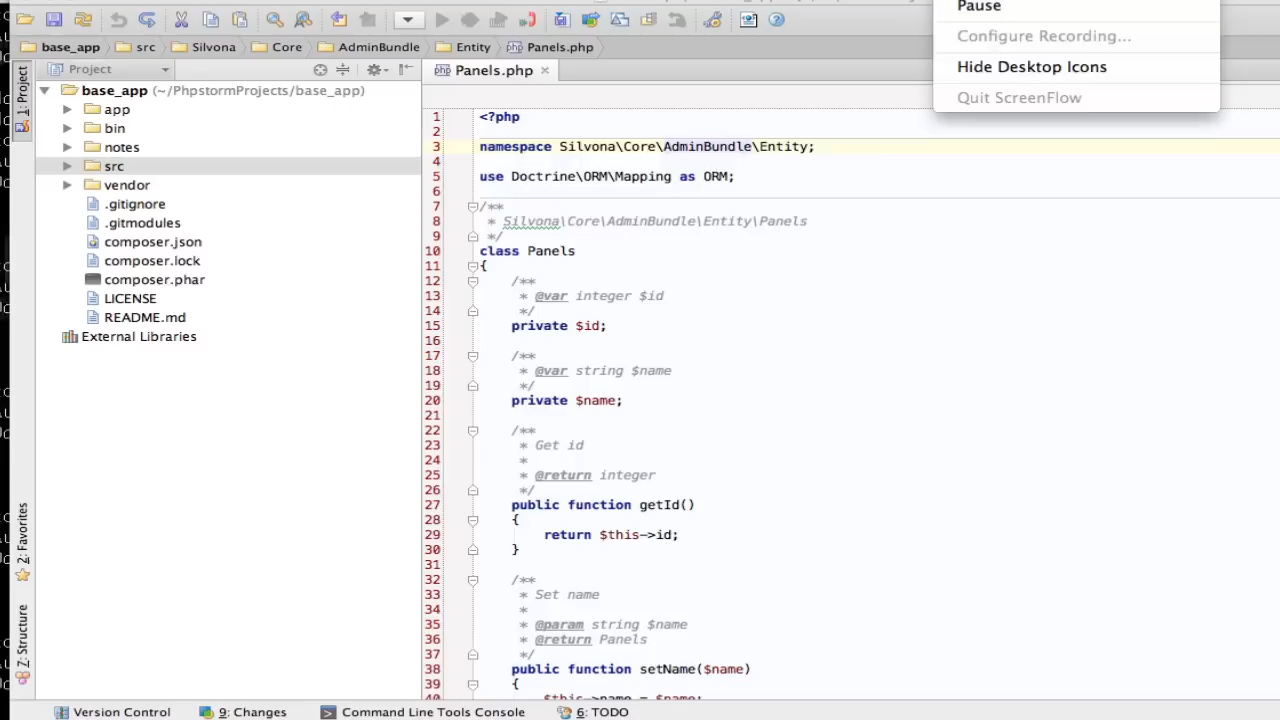 Pause
Configure Recording...
Hide Desktop Icons
Quit ScreenFlow
base_app src Silvona Core AdminBundle Entity Panels.php
1: Project
2: Favorites
7: Structure
Project
base_app (~/PhpstormProjects/base_app)
app
bin
notes
src
vendor
.gitignore
.gitmodules
composer.json
composer.lock
composer.phar
LICENSE
README.md
External Libraries
Panels.php
1 <?php
2
3 namespace Silvona\Core\AdminBundle\Entity;
4
5 use Doctrine\ORM\Mapping as ORM;
6
7 /**
8 * Silvona\Core\AdminBundle\Entity\Panels
9 */
10 class Panels
11 {
12 /**
13 * @var integer $id
14 */
15 private $id;
16
17 /**
18 * @var string $name
19 */
20 private $name;
21
22 /**
23 * Get id
24 *
25 * @return integer
26 */
27 public function getId()
28 {
29 return $this->id;
30 }
31
32 /**
33 * Set name
34 *
35 * @param string $name
36 * @return Panels
37 */
38 public function setName($name)
39 {
40 $this->name = $name;
Version Control 9: Changes Command Line Tools Console 6: TODO